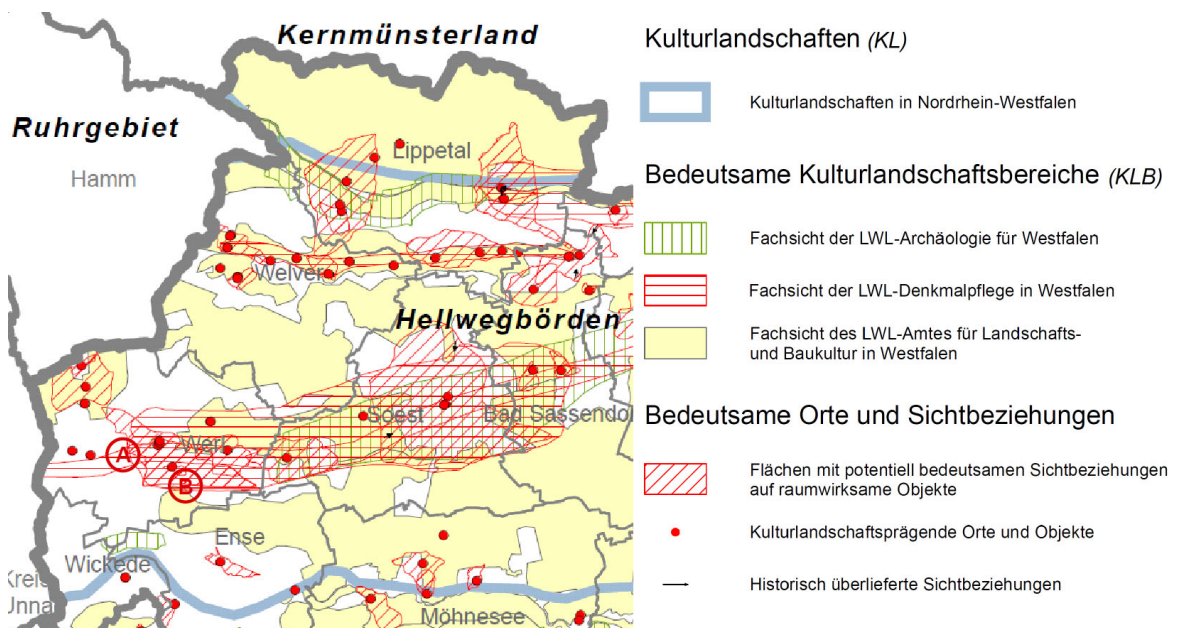 Kernmünsterland
Ruhrgebiet
Lippetal
Hamm
Welver
Hellwegbörden
Soest
Bad Sassendo
Werl
A
B
Ense
Wickede
Kreis
Unna
Möhnesee
Kulturlandschaften (KL)
Kulturlandschaften in Nordrhein-Westfalen
Bedeutsame Kulturlandschaftsbereiche (KLB)
Fachsicht der LWL-Archäologie für Westfalen
Fachsicht der LWL-Denkmalpflege in Westfalen
Fachsicht des LWL-Amtes für Landschafts-
und Baukultur in Westfalen
Bedeutsame Orte und Sichtbeziehungen
Flächen mit potentiell bedeutsamen Sichtbeziehungen
auf raumwirksame Objekte
Kulturlandschaftsprägende Orte und Objekte
Historisch überlieferte Sichtbeziehungen